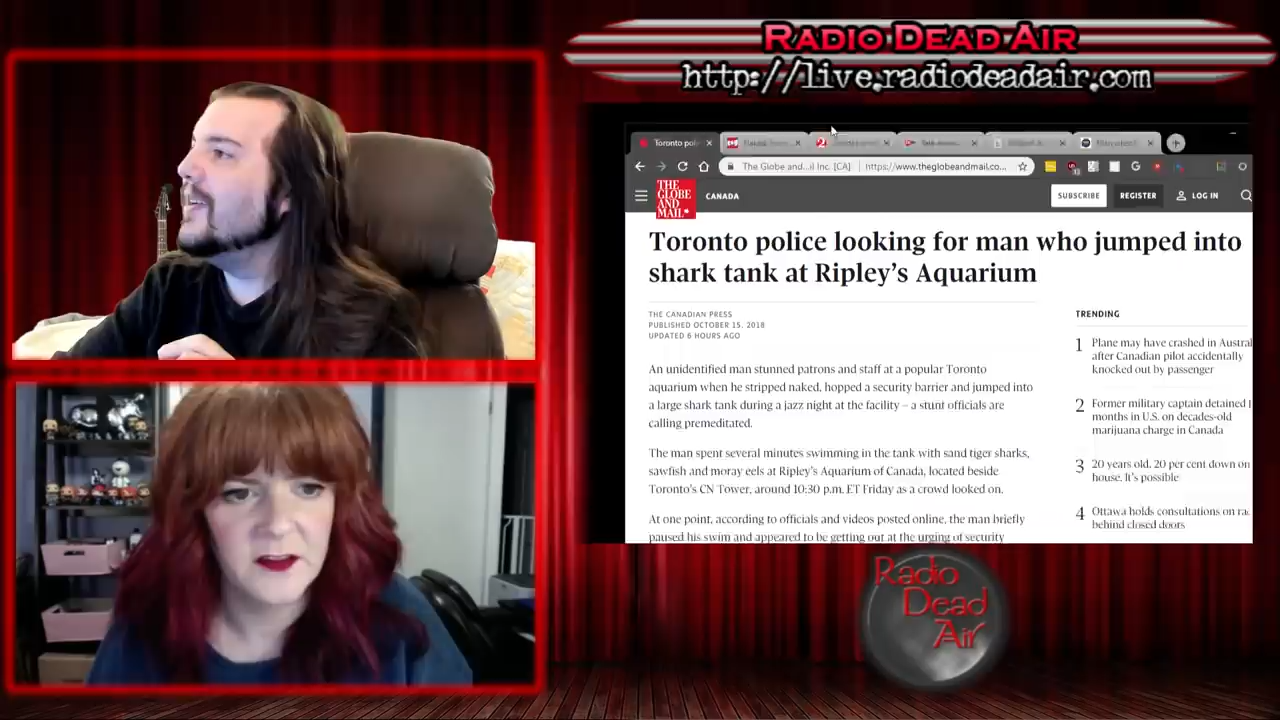 RADIO DEAD AIR
http://live.radiodeadair.com
Toronto pol
The Globe and...il Inc. [CA]
https://www.theglobeandmail.co...
THE
GLOBE
AND
MAIL
CANADA
SUBSCRIBE
REGISTER
LOG IN
Toronto police looking for man who jumped into
shark tank at Ripley's Aquarium
THE CANADIAN PRESS
PUBLISHED OCTOBER 15, 2018
UPDATED 6 HOURS AGO
An unidentified man stunned patrons and staff at a popular Toronto
aquarium when he stripped naked, hopped a security barrier and jumped into
a large shark tank during a jazz night at the facility – a stunt officials are
calling premeditated.
The man spent several minutes swimming in the tank with sand tiger sharks,
sawfish and moray eels at Ripley's Aquarium of Canada, located beside
Toronto's CN Tower, around 10:30 p.m. ET Friday as a crowd looked on.
At one point, according to officials and videos posted online, the man briefly
paused his swim and appeared to be getting out at the urging of security
TRENDING
1 Plane may have crashed in Austral
after Canadian pilot accidentally
knocked out by passenger
2 Former military captain detained
months in U.S. on decades-old
marijuana charge in Canada
3 20 years old, 20 per cent down on
house. It's possible
4 Ottawa holds consultations on ra
behind closed doors
Radio
Dead
Air